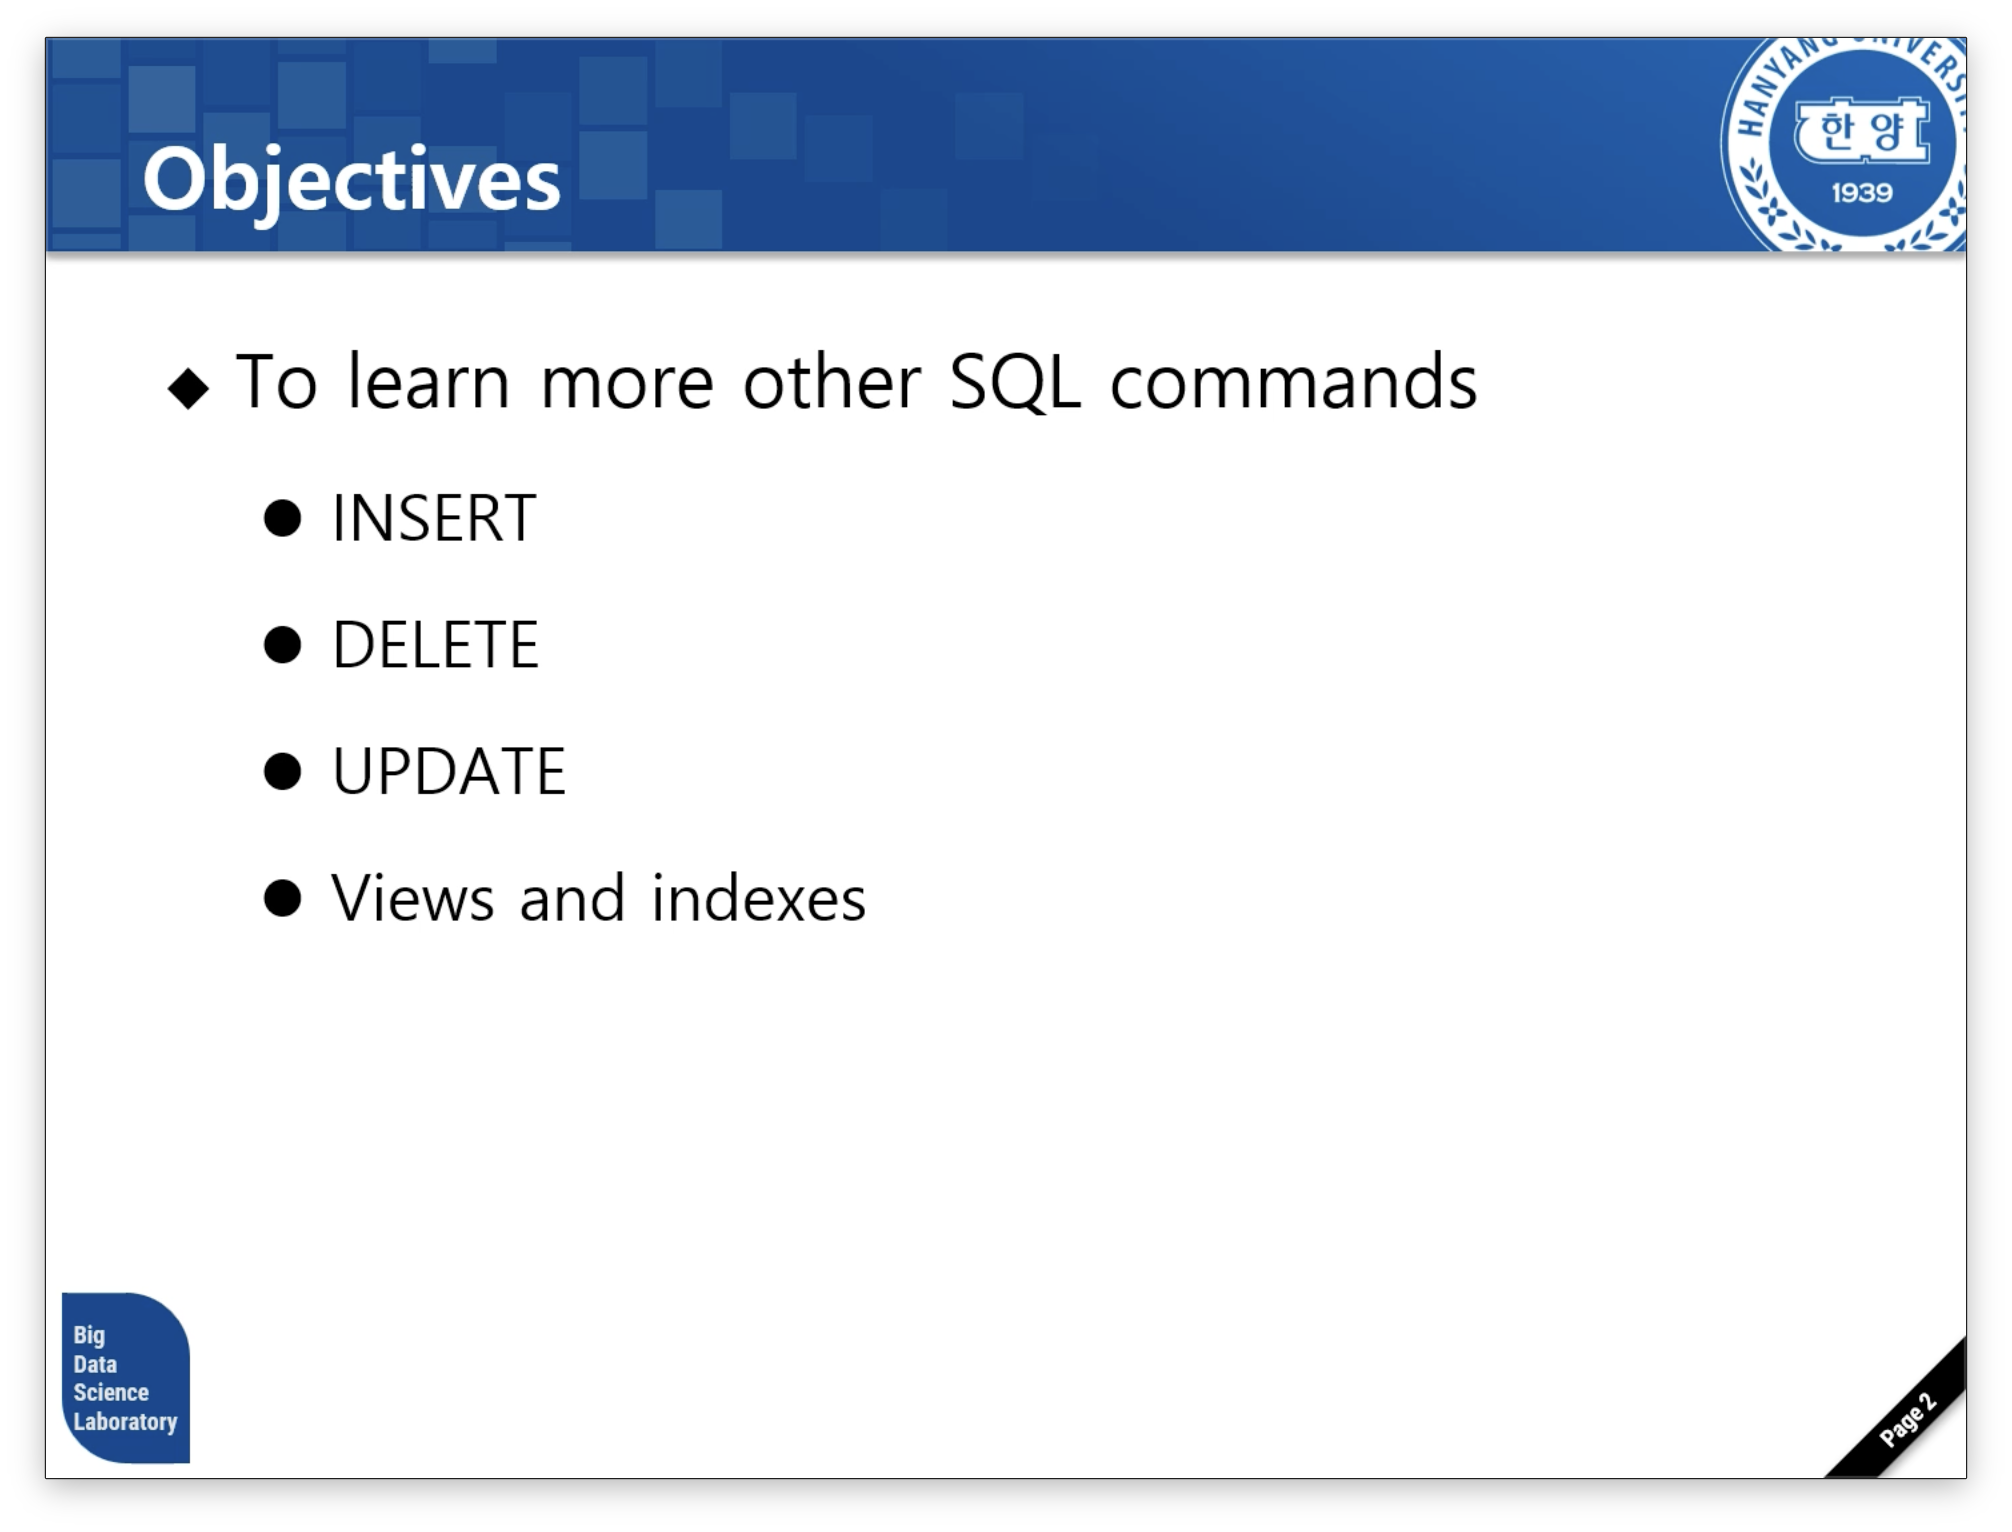 HANYANG UNIVERS
한양
1939
Objectives
◆ To learn more other SQL commands
● INSERT
● DELETE
● UPDATE
● Views and indexes
Big
Data
Science
Laboratory
Page 2